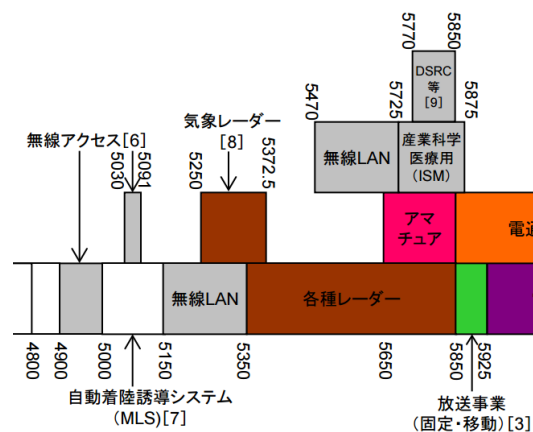 5770
5850
DSRC
等
[9]
5470
5725
5875
無線アクセス[6]
気象レーダー
[8]
5030
5091
5250
5372.5
無線LAN
産業科学
医療用
(ISM)
アマ
チュア
電通
無線LAN
各種レーダー
4800
4900
5000
5150
5350
5650
5850
5925
自動着陸誘導システム
(MLS)[7]
放送事業
(固定・移動)[3]